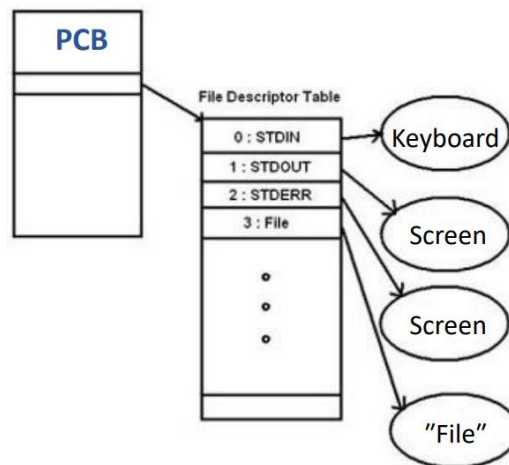 PCB
File Descriptor Table
0 : STDIN
1 : STDOUT
2 : STDERR
3 : File
Keyboard
Screen
Screen
”File”